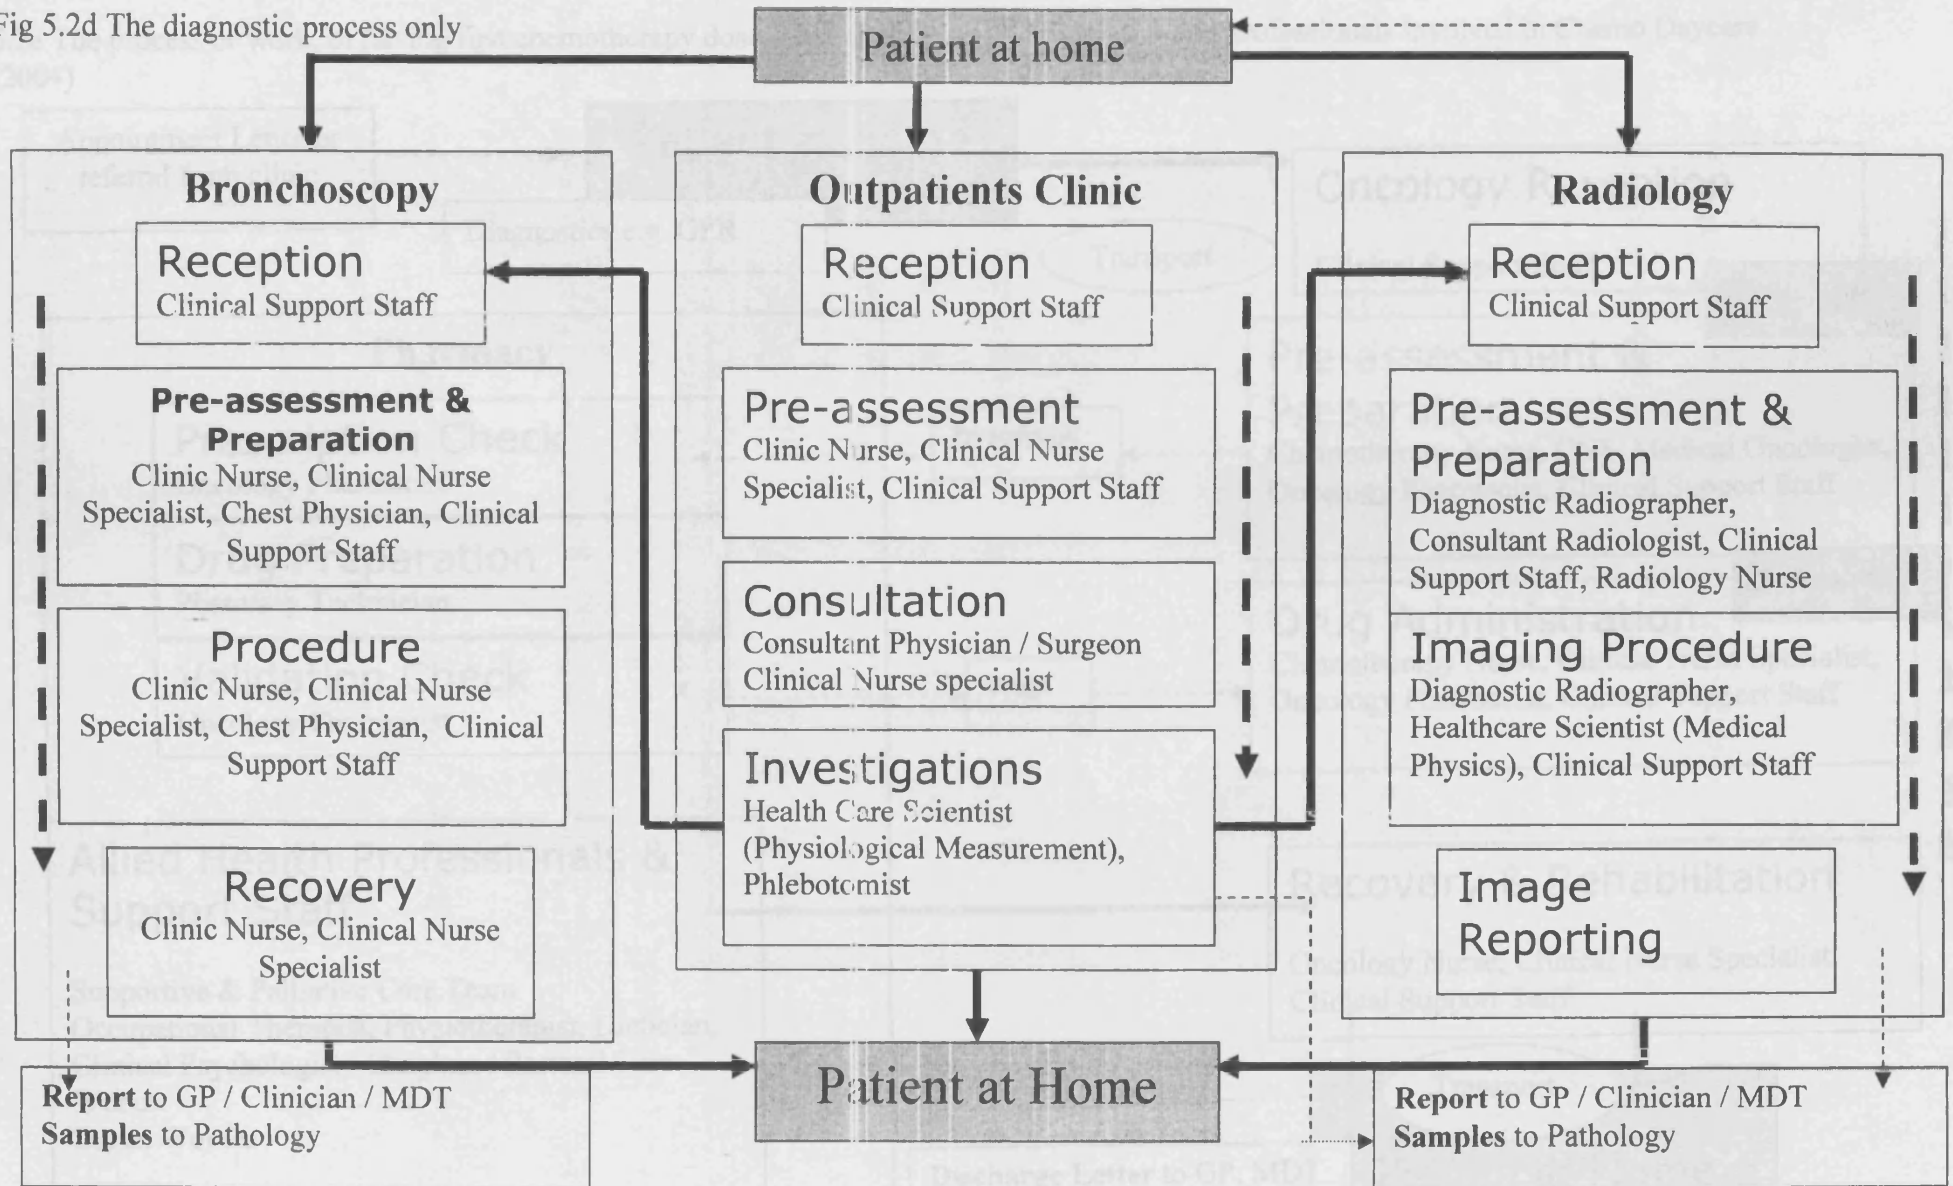 Fig 5.2d The diagnostic process only
Patient at home
Bronchoscopy
Reception
Clinical Support Staff
Pre-assessment &
Preparation
Clinic Nurse, Clinical Nurse
Specialist, Chest Physician, Clinical
Support Staff
Procedure
Clinic Nurse, Clinical Nurse
Specialist, Chest Physician, Clinical
Support Staff
Recovery
Clinic Nurse, Clinical Nurse
Specialist
Report to GP / Clinician / MDT
Samples to Pathology
Outpatients Clinic
Reception
Clinical Support Staff
Pre-assessment
Clinic Nurse, Clinical Nurse
Specialist, Clinical Support Staff
Consultation
Consultant Physician / Surgeon
Clinical Nurse specialist
Investigations
Health Care Scientist
(Physiological Measurement),
Phlebotomist
Patient at Home
Radiology
Reception
Clinical Support Staff
Pre-assessment &
Preparation
Diagnostic Radiographer,
Consultant Radiologist, Clinical
Support Staff, Radiology Nurse
Imaging Procedure
Diagnostic Radiographer,
Healthcare Scientist (Medical
Physics), Clinical Support Staff
Image
Reporting
Report to GP / Clinician / MDT
Samples to Pathology